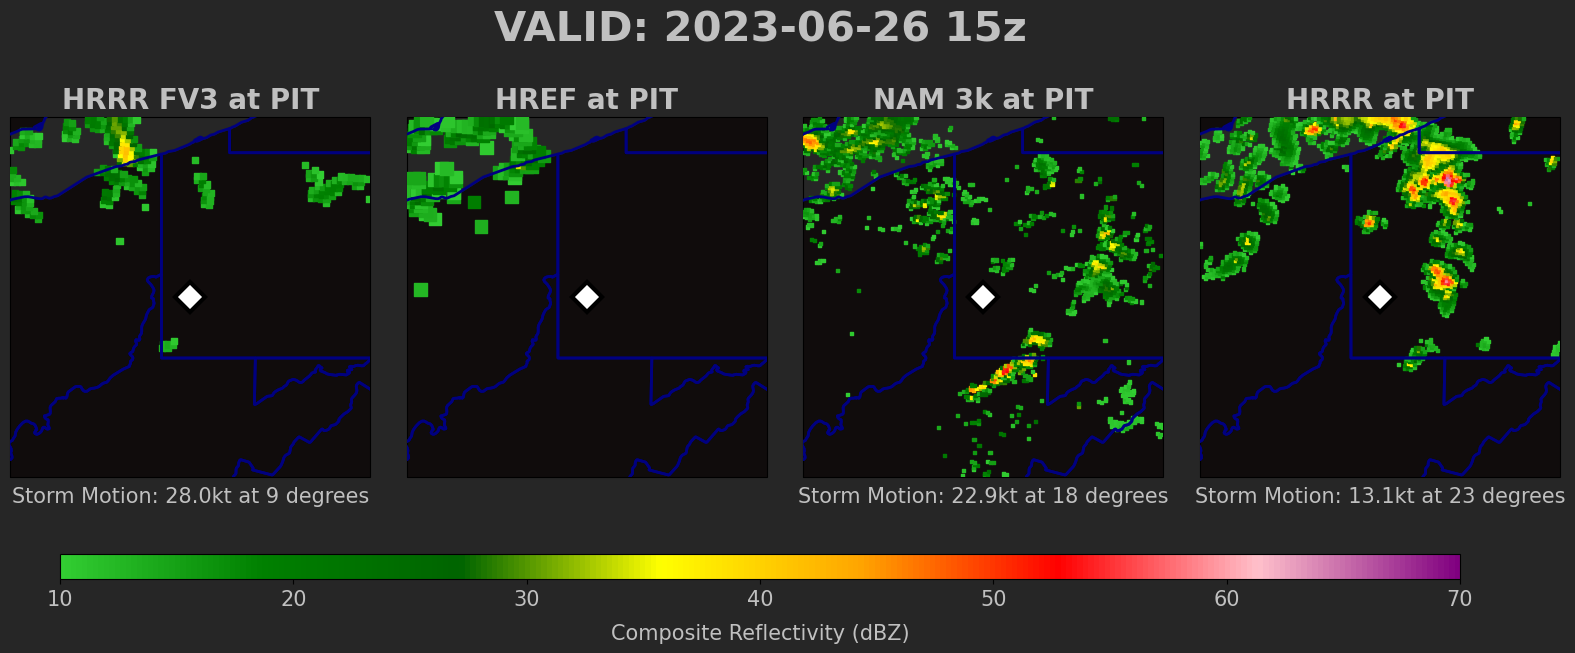 VALID: 2023-06-26 15z
HRRR FV3 at PIT
HREF at PIT
NAM 3k at PIT
HRRR at PIT
Storm Motion: 28.0kt at 9 degrees
Storm Motion: 22.9kt at 18 degrees
Storm Motion: 13.1kt at 23 degrees
10 20 30 40 50 60 70
Composite Reflectivity (dBZ)